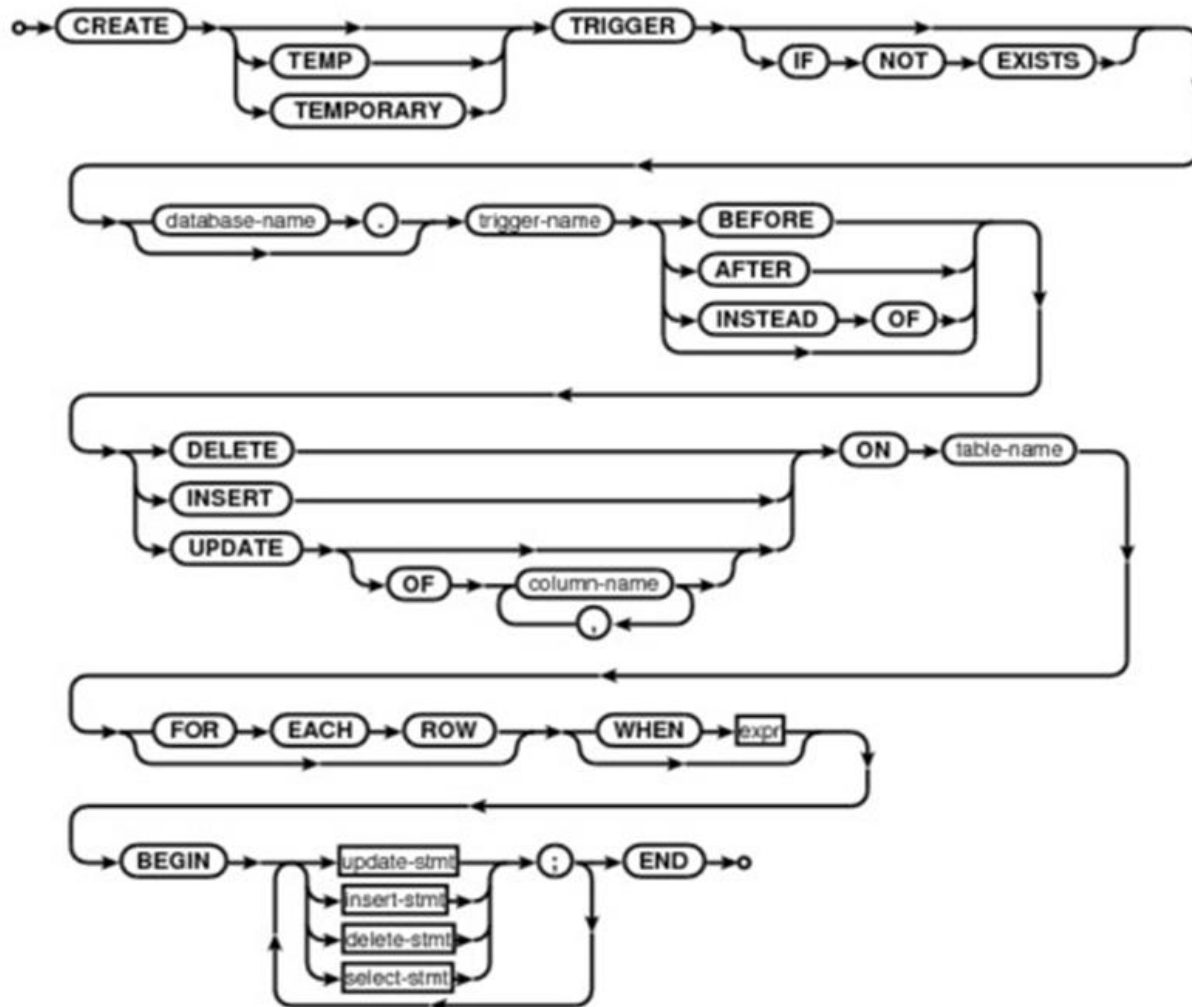 CREATE TRIGGER
TEMP IF NOT EXISTS
TEMPORARY
database-name . trigger-name BEFORE
AFTER
INSTEAD OF
DELETE ON table-name
INSERT
UPDATE
OF column-name
,
FOR EACH ROW WHEN expr
BEGIN update-stmt ; END
insert-stmt
delete-stmt
select-stmt